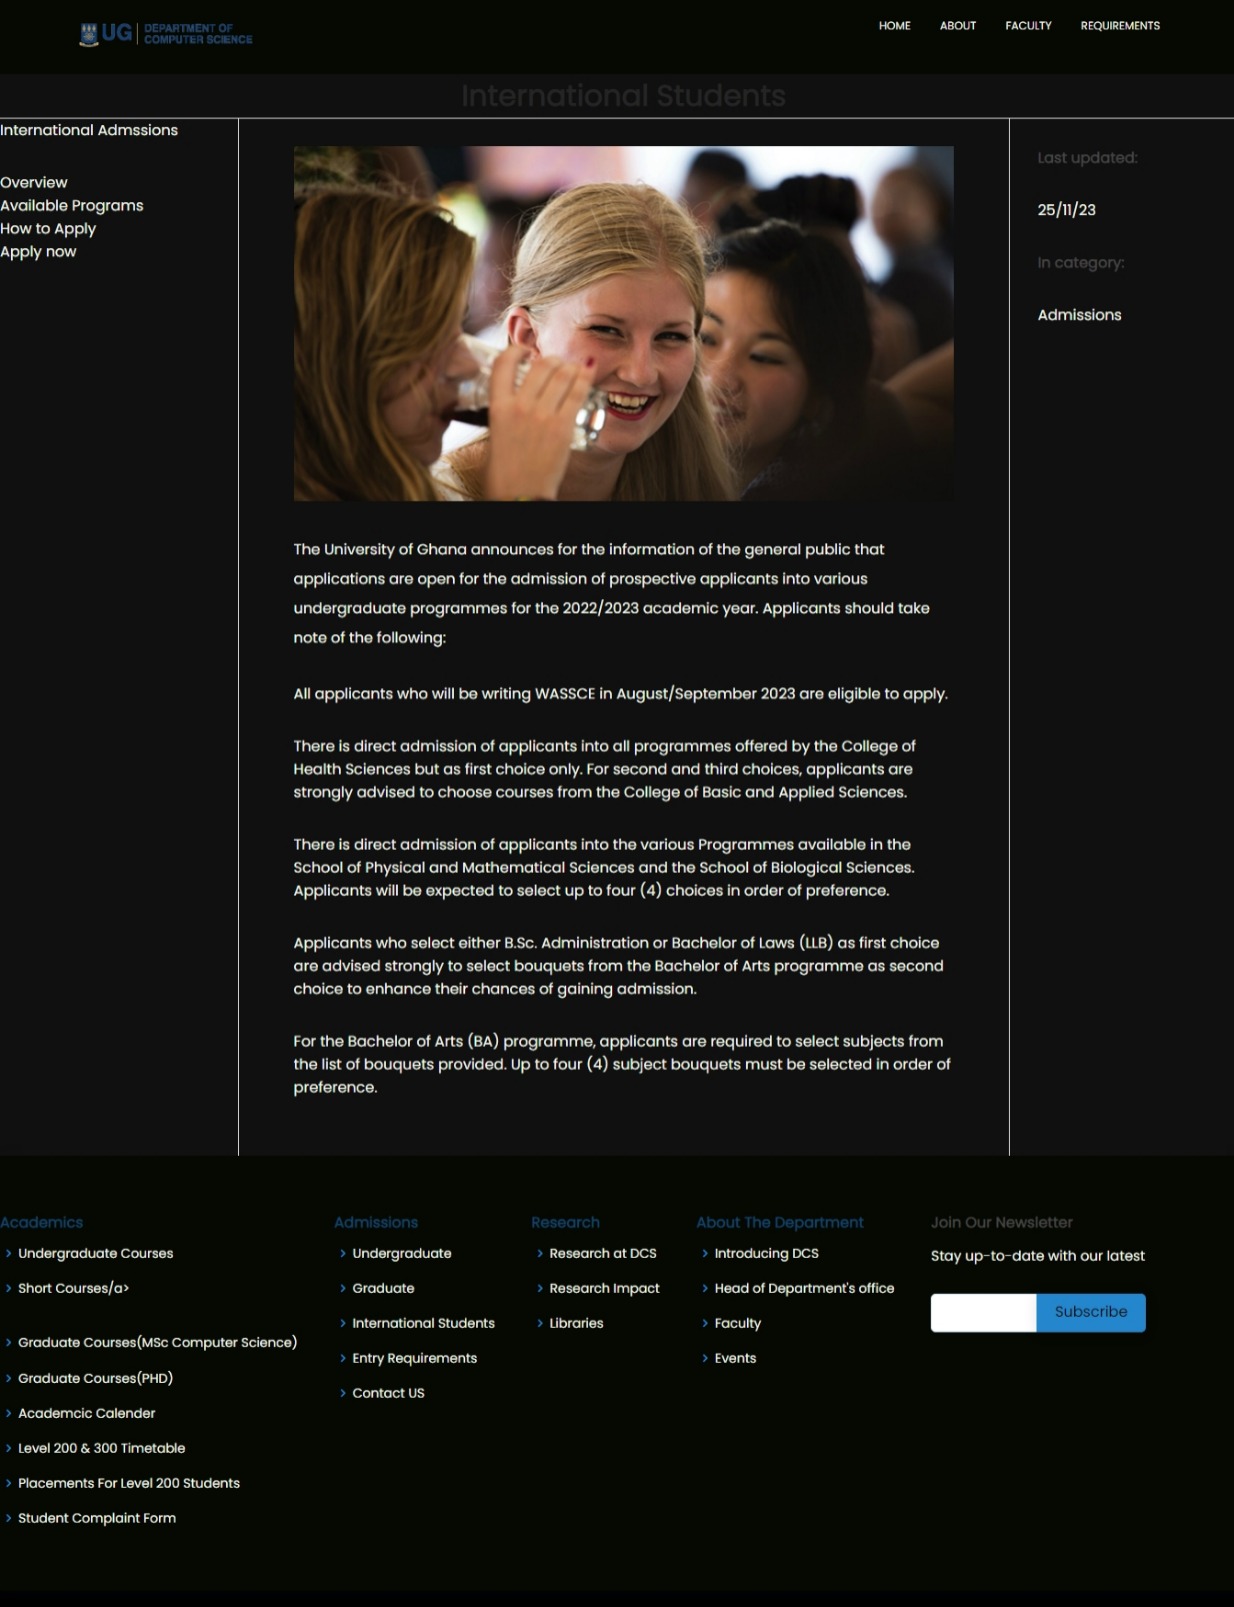 UG
DEPARTMENT OF
COMPUTER SCIENCE
HOME
ABOUT
FACULTY
REQUIREMENTS
International Students
International Admssions
Overview
Available Programs
How to Apply
Apply now
The University of Ghana announces for the information of the general public that
applications are open for the admission of prospective applicants into various
undergraduate programmes for the 2022/2023 academic year. Applicants should take
note of the following:
All applicants who will be writing WASSCE in August/September 2023 are eligible to apply.
There is direct admission of applicants into all programmes offered by the College of
Health Sciences but as first choice only. For second and third choices, applicants are
strongly advised to choose courses from the College of Basic and Applied Sciences.
There is direct admission of applicants into the various Programmes available in the
School of Physical and Mathematical Sciences and the School of Biological Sciences.
Applicants will be expected to select up to four (4) choices in order of preference.
Applicants who select either B.Sc. Administration or Bachelor of Laws (LLB) as first choice
are advised strongly to select bouquets from the Bachelor of Arts programme as second
choice to enhance their chances of gaining admission.
For the Bachelor of Arts (BA) programme, applicants are required to select subjects from
the list of bouquets provided. Up to four (4) subject bouquets must be selected in order of
preference.
Last updated:
25/11/23
In category:
Admissions
Academics
Undergraduate Courses
Short Courses/a>
Graduate Courses(MSc Computer Science)
Graduate Courses(PHD)
Academcic Calender
Level 200 & 300 Timetable
Placements For Level 200 Students
Student Complaint Form
Admissions
Undergraduate
Graduate
International Students
Entry Requirements
Contact US
Research
Research at DCS
Research Impact
Libraries
About The Department
Introducing DCS
Head of Department's office
Faculty
Events
Join Our Newsletter
Stay up-to-date with our latest
Subscribe